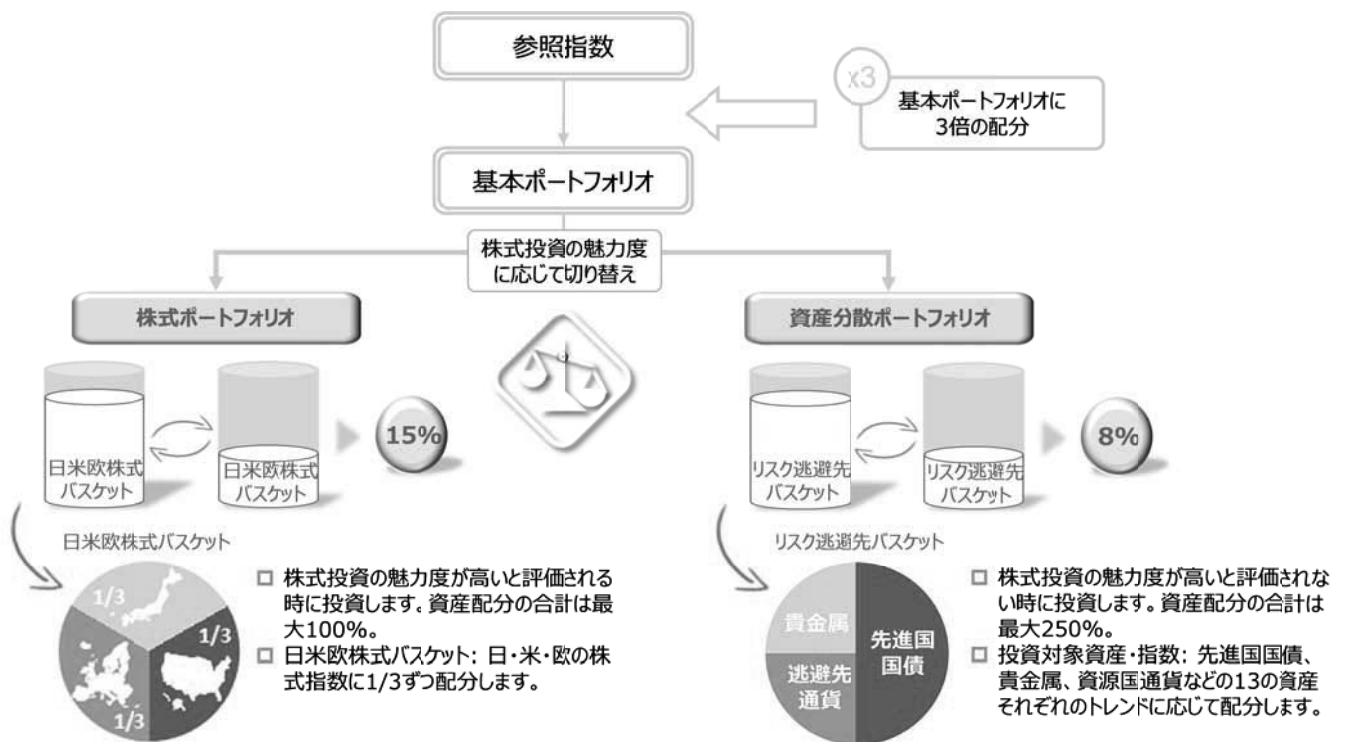 参照指数
x3
基本ポートフォリオに
3倍の配分
基本ポートフォリオ
株式投資の魅力度
に応じて切り替え
株式ポートフォリオ
資産分散ポートフォリオ
日米欧株式
バスケット
日米欧株式
バスケット
15%
リスク逃避先
バスケット
リスク逃避先
バスケット
8%
日米欧株式バスケット
1/3
1/3
1/3
□ 株式投資の魅力度が高いと評価される
時に投資します。資産配分の合計は最
大100%。
□ 日米欧株式バスケット: 日・米・欧の株
式指数に1/3ずつ配分します。
リスク逃避先バスケット
貴金属
先進国
国債
逃避先
通貨
□ 株式投資の魅力度が高いと評価されな
い時に投資します。資産配分の合計は
最大250%。
□ 投資対象資産・指数: 先進国国債、
貴金属、資源国通貨などの13の資産
それぞれのトレンドに応じて配分します。